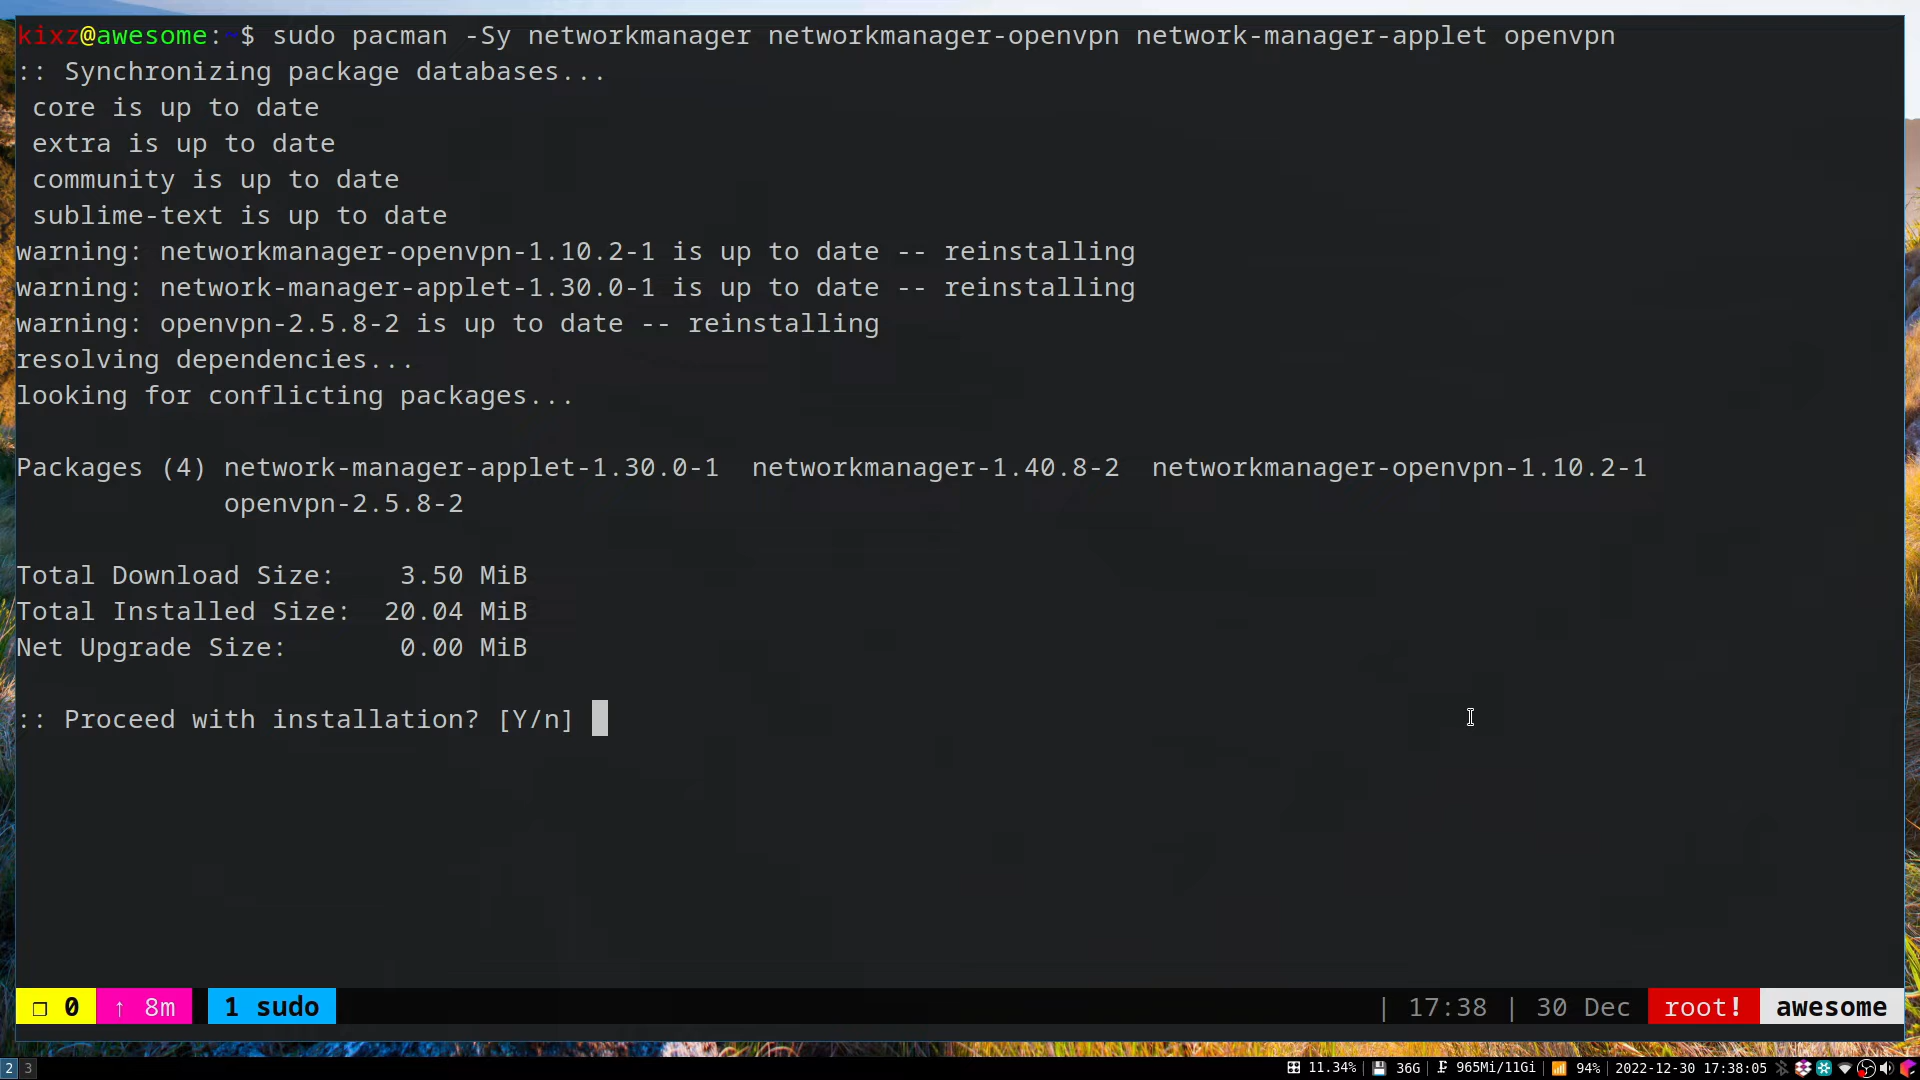 kixz@awesome:~$ sudo pacman -Sy networkmanager networkmanager-openvpn network-manager-applet openvpn
:: Synchronizing package databases...
core is up to date
extra is up to date
community is up to date
sublime-text is up to date
warning: networkmanager-openvpn-1.10.2-1 is up to date -- reinstalling
warning: network-manager-applet-1.30.0-1 is up to date -- reinstalling
warning: openvpn-2.5.8-2 is up to date -- reinstalling
resolving dependencies...
looking for conflicting packages...
Packages (4) network-manager-applet-1.30.0-1 networkmanager-1.40.8-2 networkmanager-openvpn-1.10.2-1
openvpn-2.5.8-2
Total Download Size: 3.50 MiB
Total Installed Size: 20.04 MiB
Net Upgrade Size: 0.00 MiB
:: Proceed with installation? [Y/n]
❐ 0 ↑ 8m 1 sudo | 17:38 | 30 Dec root! awesome
2 3 11.34% | 36G | 965Mi/11Gi | 94% | 2022-12-30 17:38:05